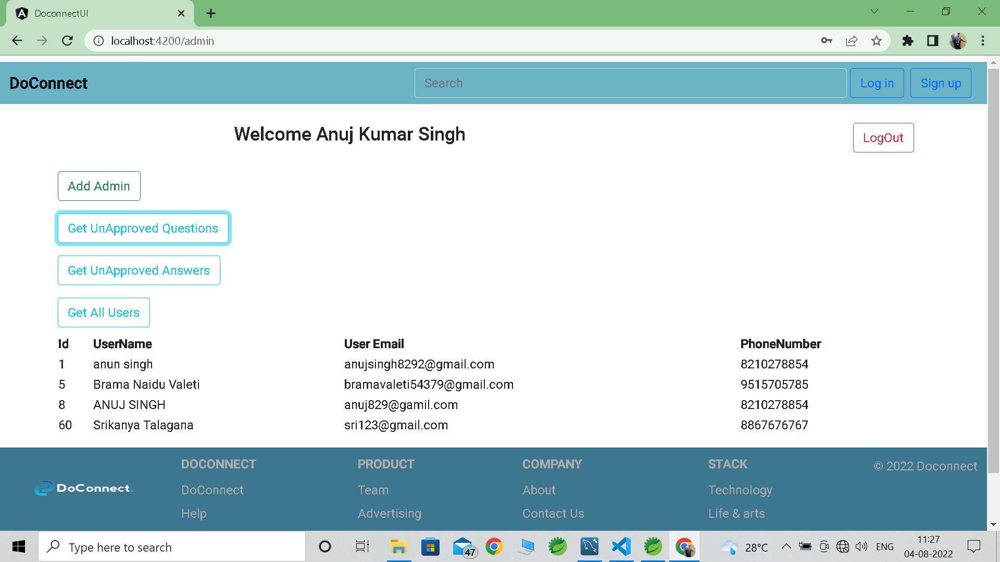 DoconnectUI
localhost:4200/admin
DoConnect
Search
Log in
Sign up
Welcome Anuj Kumar Singh
LogOut
Add Admin
Get UnApproved Questions
Get UnApproved Answers
Get All Users
Id UserName User Email PhoneNumber
1 anun singh anujsingh8292@gmail.com 8210278854
5 Brama Naidu Valeti bramavaleti54379@gmail.com 9515705785
8 ANUJ SINGH anuj829@gamil.com 8210278854
60 Srikanya Talagana sri123@gmail.com 8867676767
DOCONNECT PRODUCT COMPANY STACK © 2022 Doconnect
DoConnect. DoConnect Team About Technology
Help Advertising Contact Us Life & arts
Type here to search
47
28°C
ENG
11:27
04-08-2022